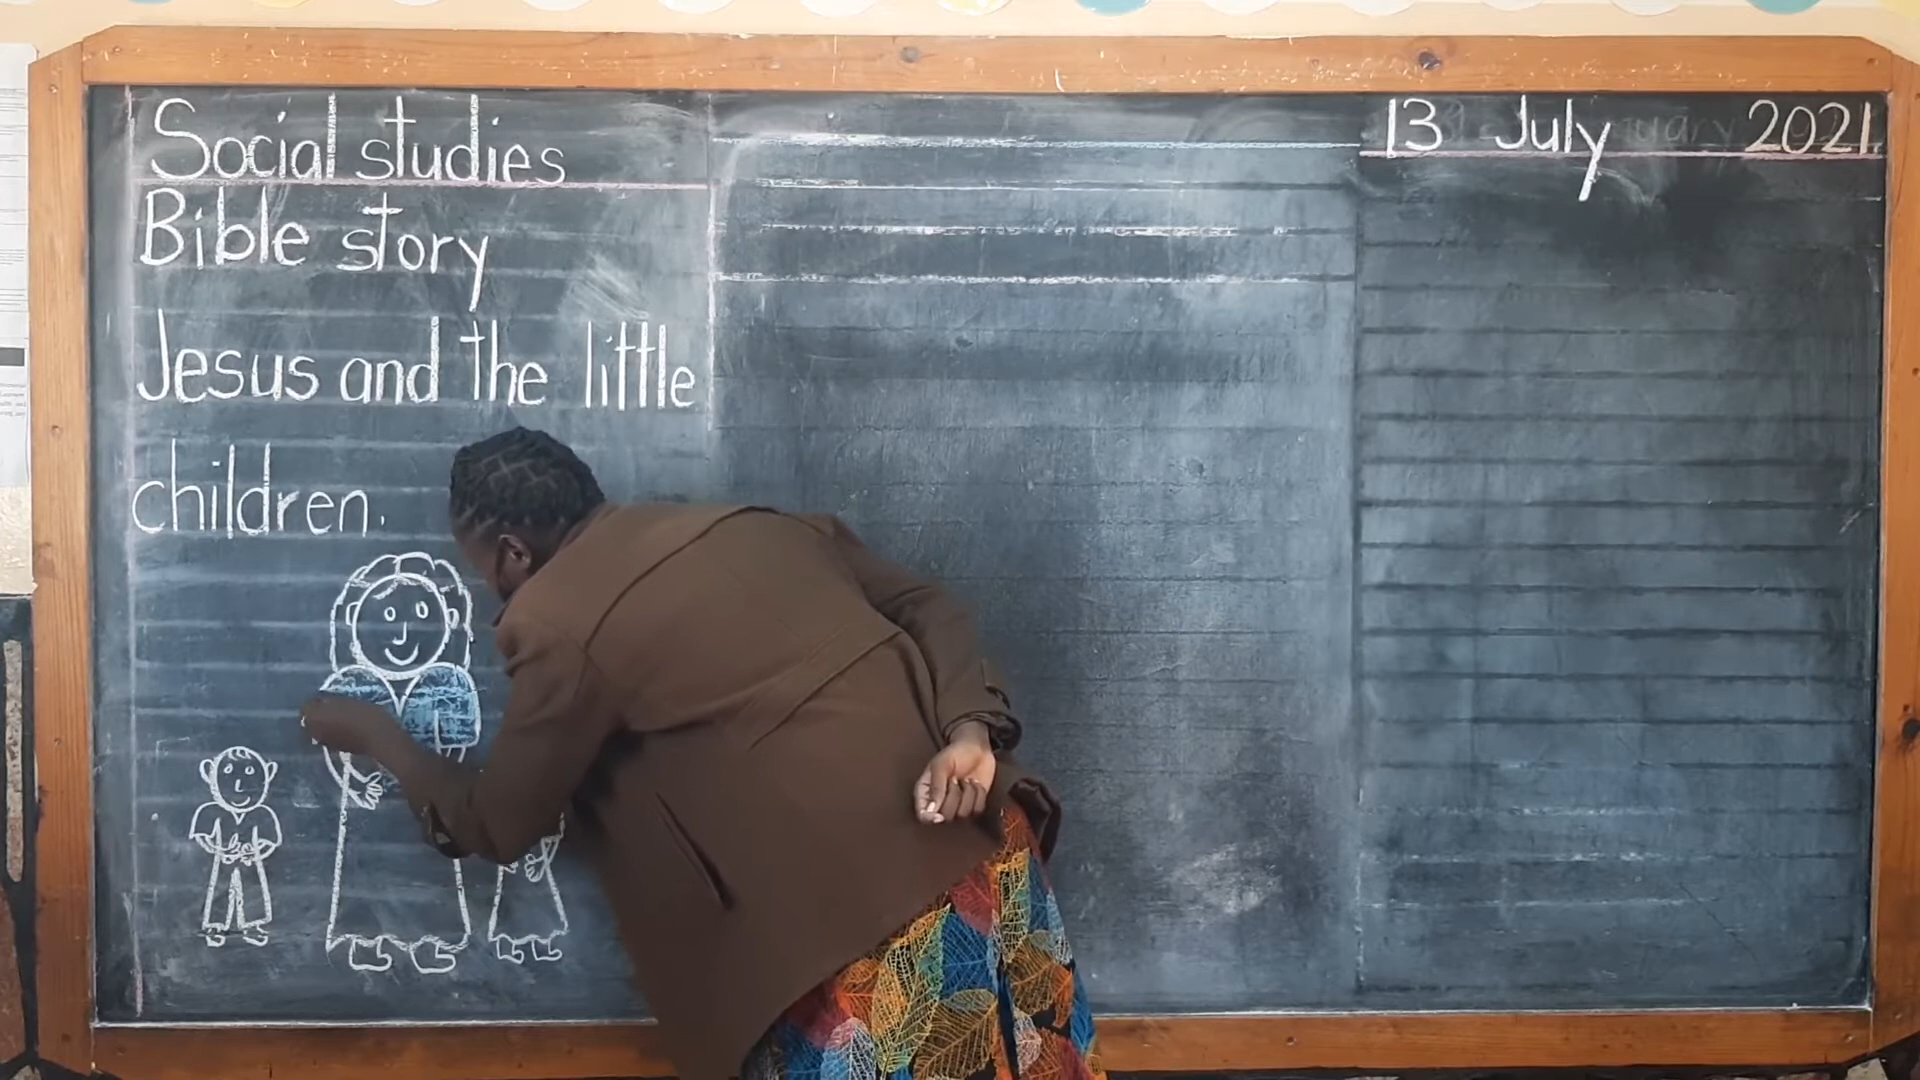 Social studies
Bible story
Jesus and the little
children.
13 July 2021.